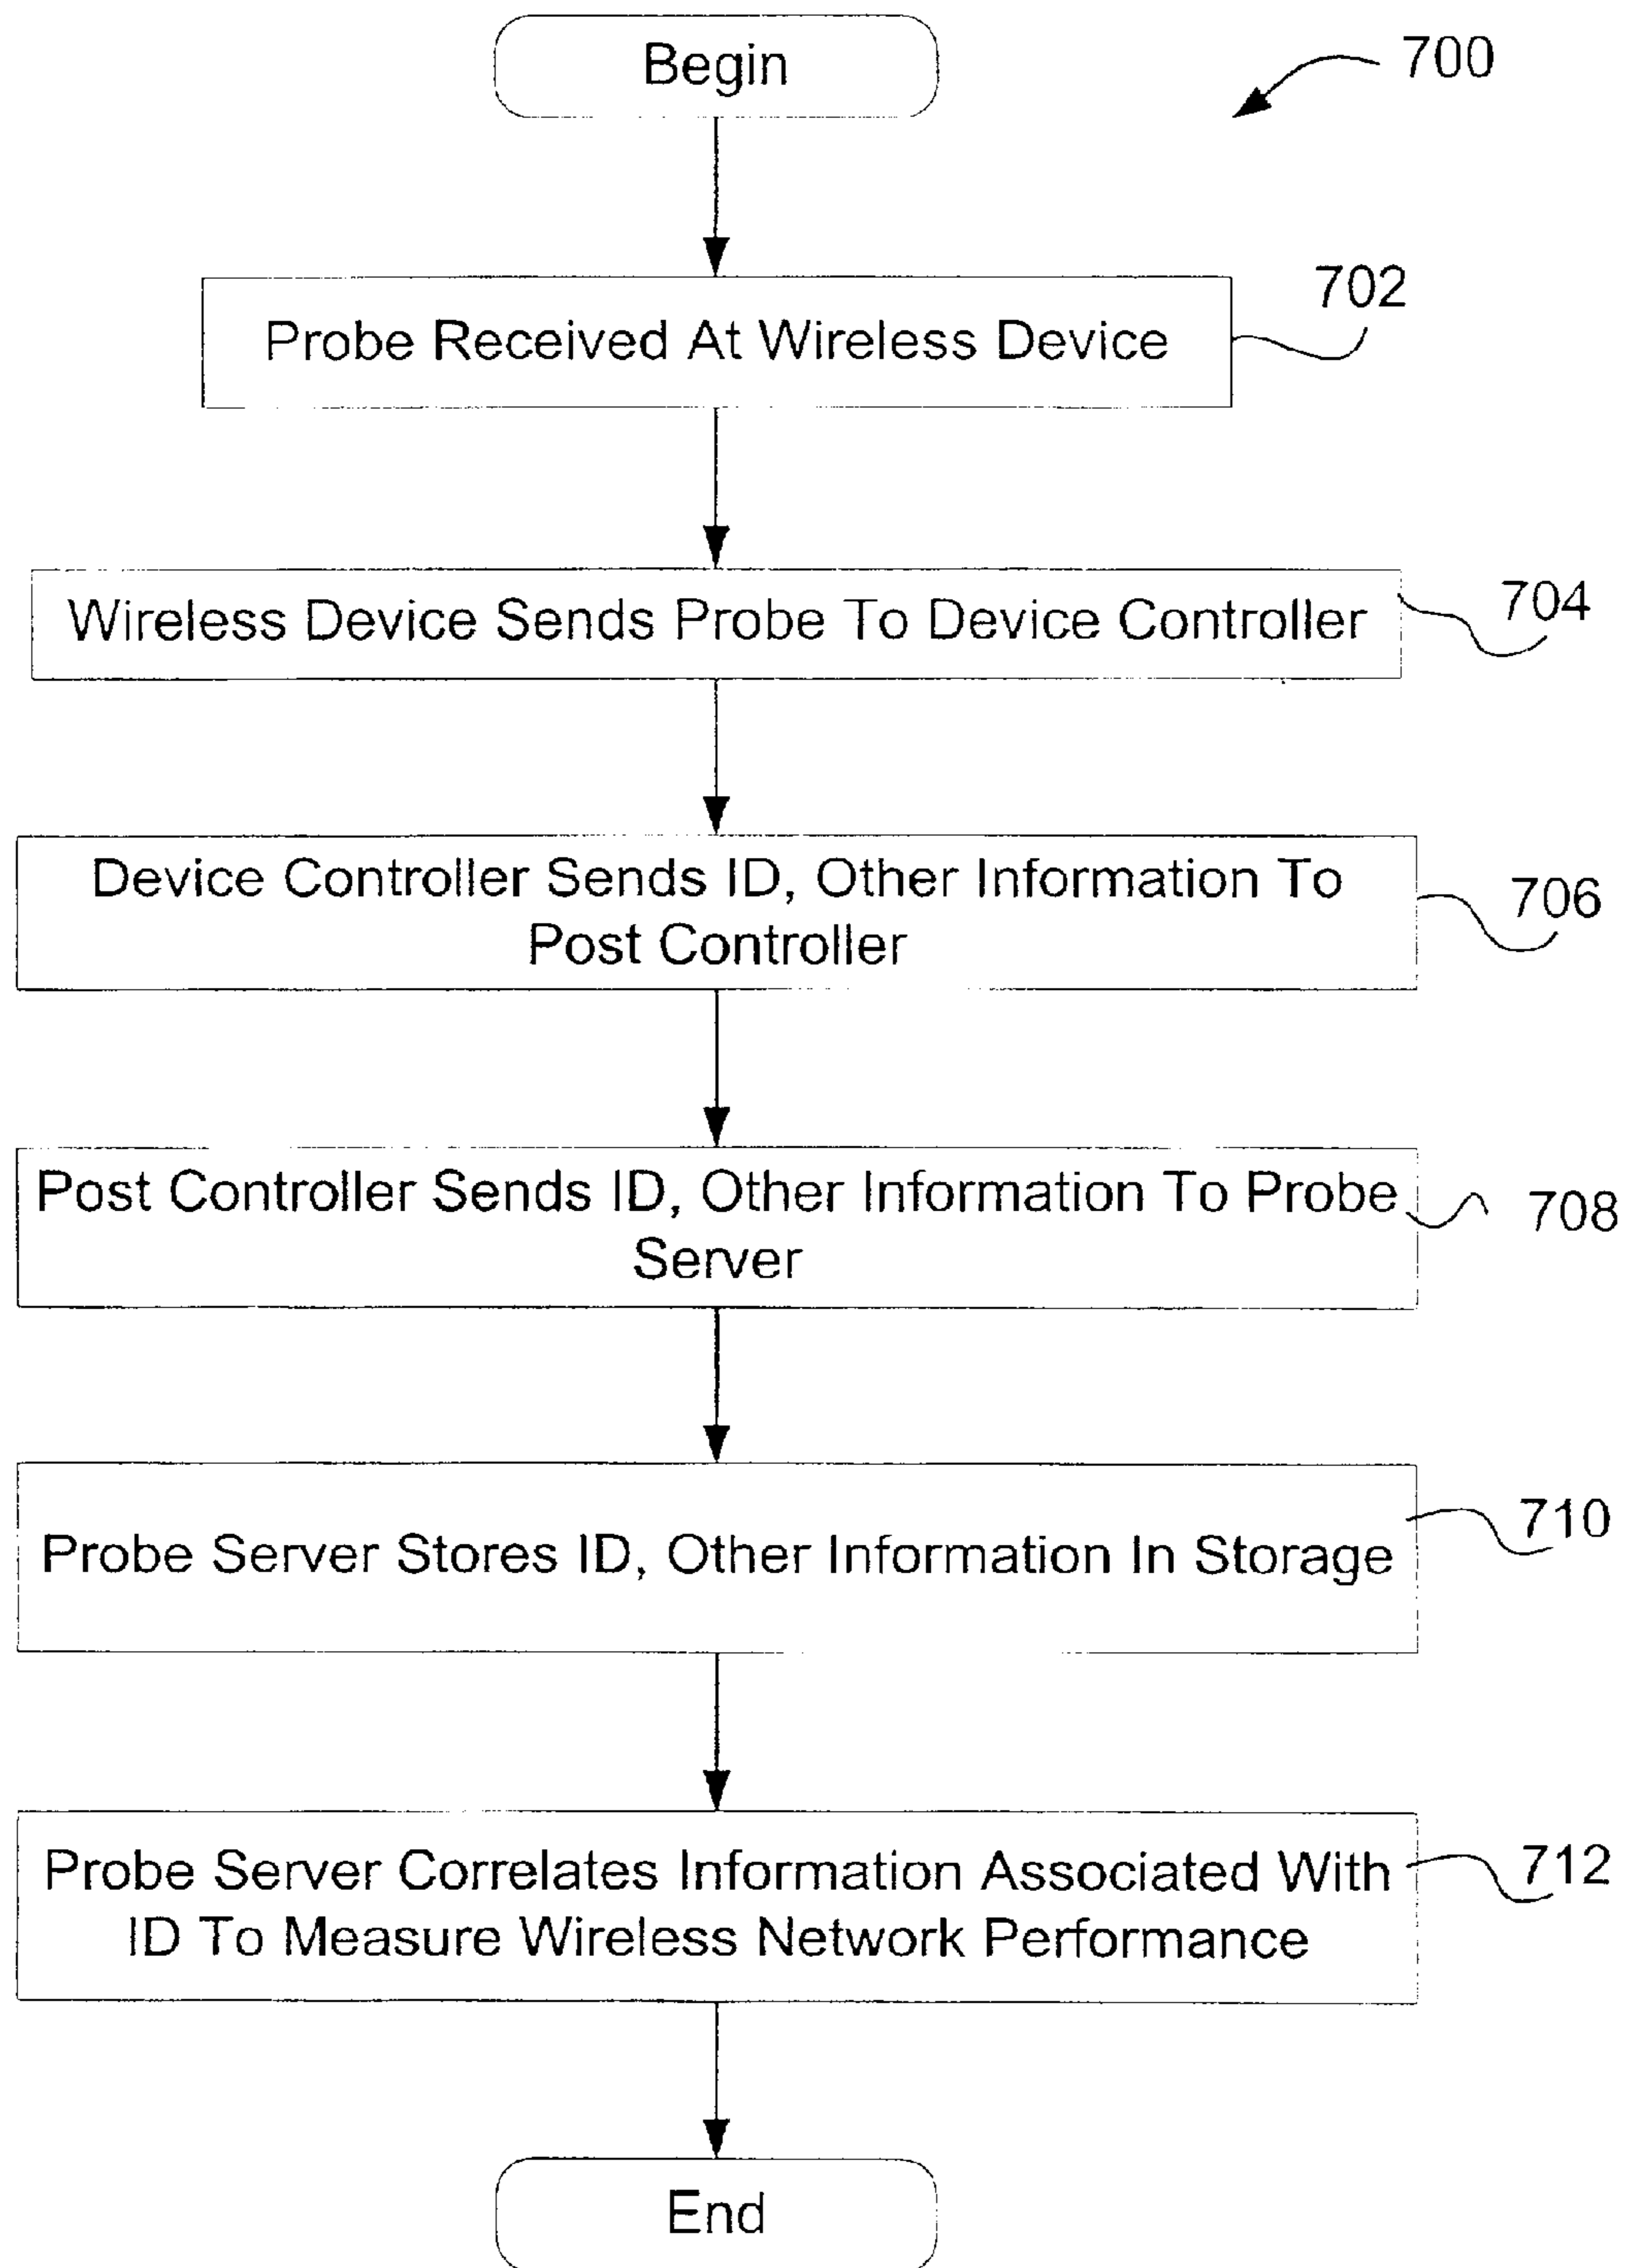 Begin
700
Probe Received At Wireless Device
702
Wireless Device Sends Probe To Device Controller
704
Device Controller Sends ID, Other Information To
Post Controller
706
Post Controller Sends ID, Other Information To Probe
Server
708
Probe Server Stores ID, Other Information In Storage
710
Probe Server Correlates Information Associated With
ID To Measure Wireless Network Performance
712
End